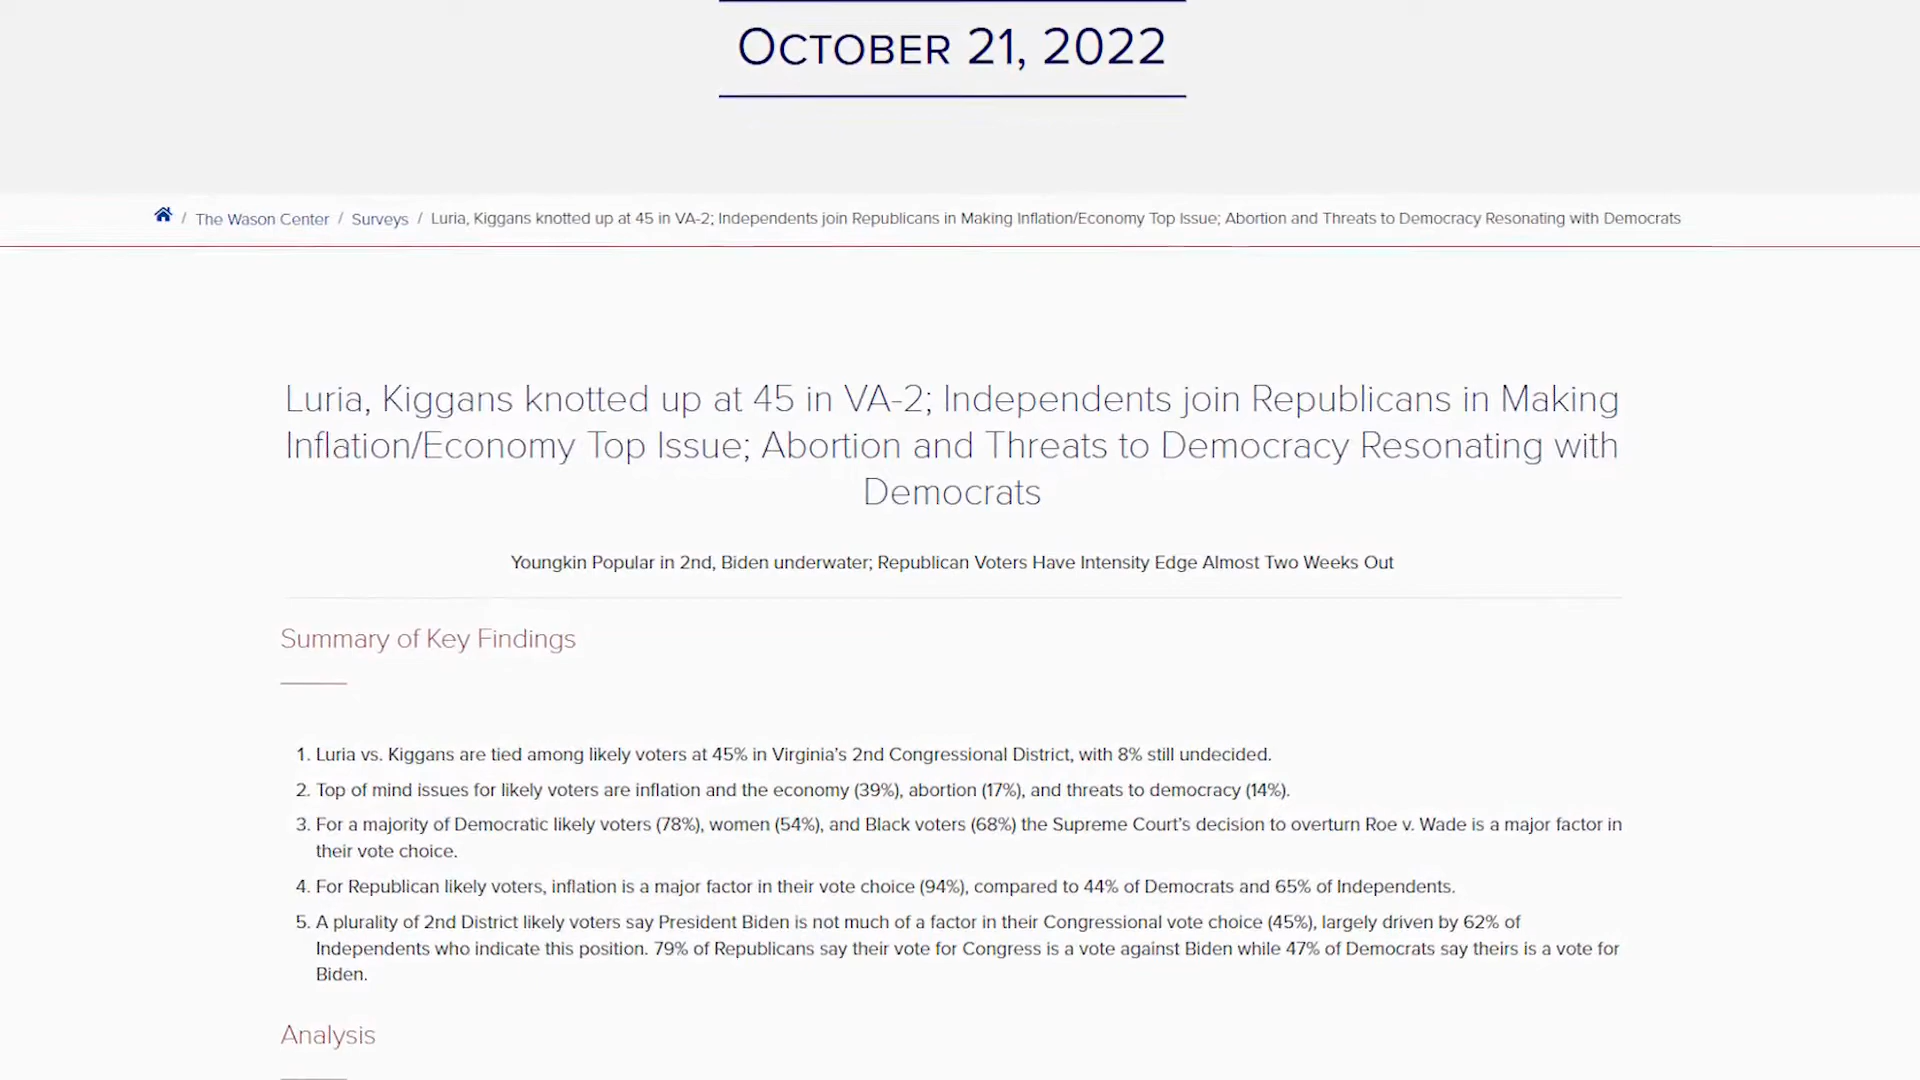 OCTOBER 21, 2022
/ The Wason Center / Surveys / Luria, Kiggans knotted up at 45 in VA-2; Independents join Republicans in Making Inflation/Economy Top Issue; Abortion and Threats to Democracy Resonating with Democrats
Luria, Kiggans knotted up at 45 in VA-2; Independents join Republicans in Making
Inflation/Economy Top Issue; Abortion and Threats to Democracy Resonating with
Democrats
Youngkin Popular in 2nd, Biden underwater; Republican Voters Have Intensity Edge Almost Two Weeks Out
Summary of Key Findings
1. Luria vs. Kiggans are tied among likely voters at 45% in Virginia's 2nd Congressional District, with 8% still undecided.
2. Top of mind issues for likely voters are inflation and the economy (39%), abortion (17%), and threats to democracy (14%).
3. For a majority of Democratic likely voters (78%), women (54%), and Black voters (68%) the Supreme Court's decision to overturn Roe v. Wade is a major factor in
their vote choice.
4. For Republican likely voters, inflation is a major factor in their vote choice (94%), compared to 44% of Democrats and 65% of Independents.
5. A plurality of 2nd District likely voters say President Biden is not much of a factor in their Congressional vote choice (45%), largely driven by 62% of
Independents who indicate this position. 79% of Republicans say their vote for Congress is a vote against Biden while 47% of Democrats say theirs is a vote for
Biden.
Analysis